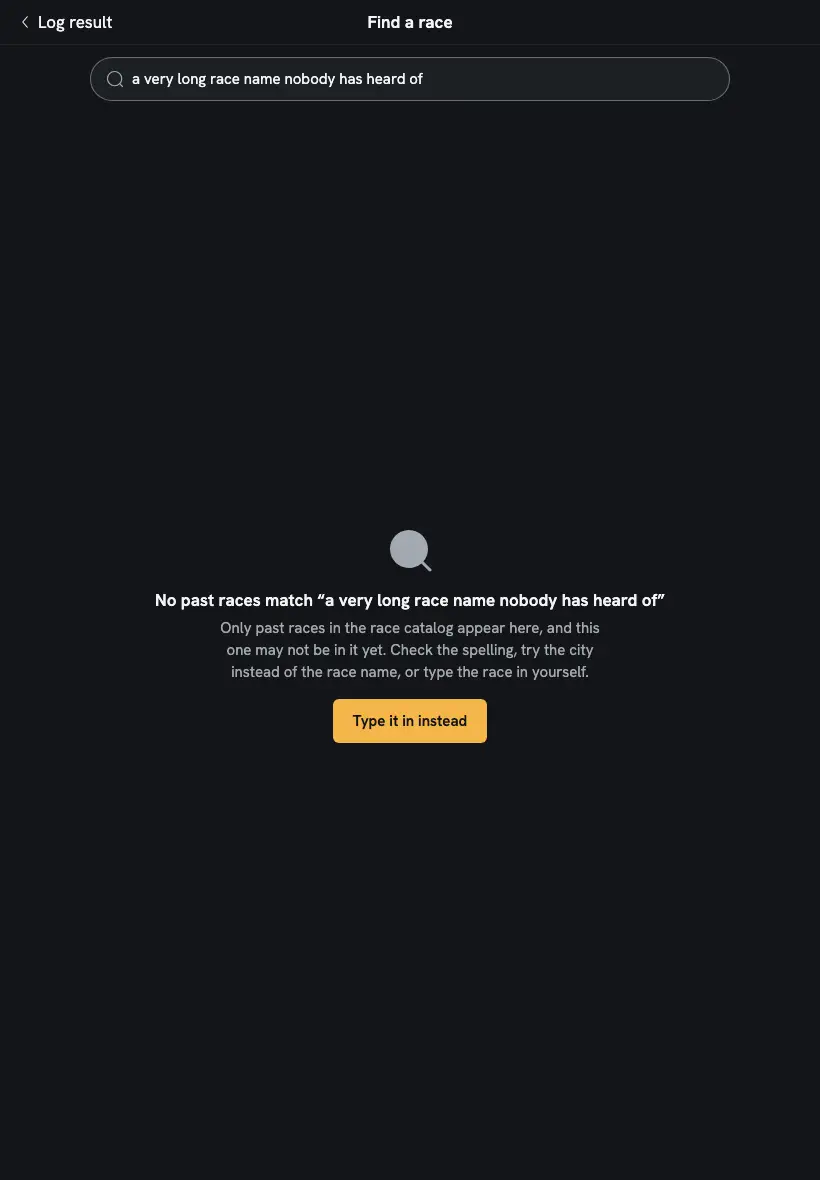 Log result
Find a race
a very long race name nobody has heard of
No past races match “a very long race name nobody has heard of”
Only past races in the race catalog appear here, and this
one may not be in it yet. Check the spelling, try the city
instead of the race name, or type the race in yourself.
Type it in instead